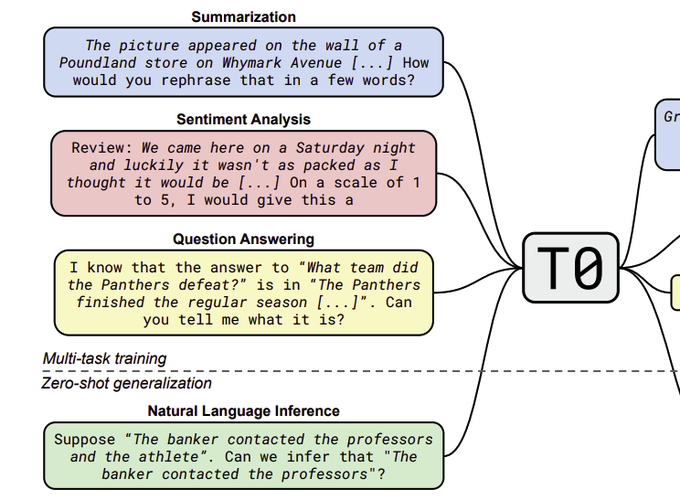 Summarization
The picture appeared on the wall of a
Poundland store on Whymark Avenue [...] How
would you rephrase that in a few words?
Sentiment Analysis
Review: We came here on a Saturday night
and luckily it wasn't as packed as I
thought it would be [...] On a scale of 1
to 5, I would give this a
Question Answering
I know that the answer to “What team did
the Panthers defeat?” is in “The Panthers
finished the regular season [...]”. Can
you tell me what it is?
Multi-task training
Zero-shot generalization
Natural Language Inference
Suppose “The banker contacted the professors
and the athlete”. Can we infer that "The
banker contacted the professors"?
T0
Gr